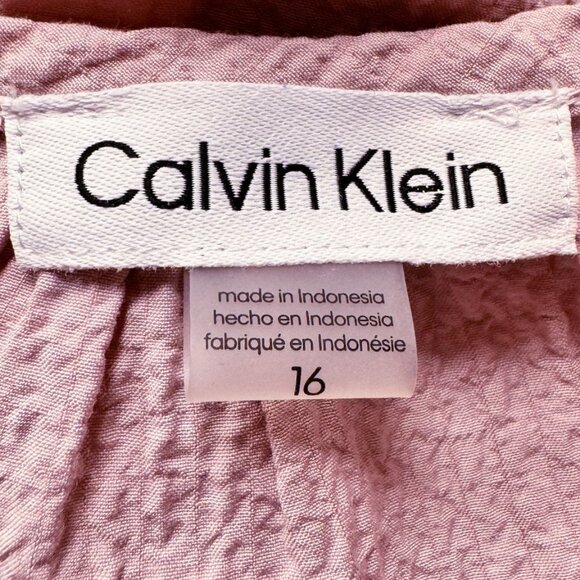 Calvin Klein
made in Indonesia
hecho en Indonesia
fabriqué en Indonésie
16